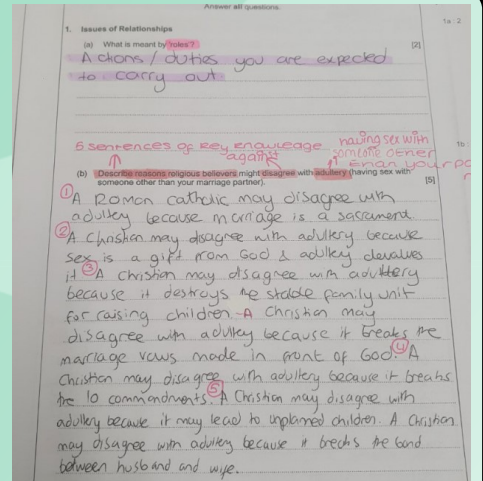 Answer all questions.
1a: 2
1. Issues of Relationships
(a) What is meant by 'roles'? [2]
Actions / duties you are expected
to carry out
5 sentences of key knowledge
having sex with
someone other
than your
against
1b:
(b) Describe reasons religious believers might disagree with adultery (having sex with
someone other than your marriage partner). [5]
① A Roman catholic may disagree with
adultery because marriage is a sacrament.
② A Christian may disagree with adultery because
sex is a gift from God & adultery devalues
it ③ A christian may disagree with adultery
because it destroys the stable family unit
for raising children. A Christian may
disagree with adultery because it breaks the
marriage vows made in front of God. ④ A
Christian may disagree with adultery because it breaks
the 10 commandments. ⑤ A Christian may disagree with
adultery because it may lead to unplanned children. A Christian
may disagree with adultery because it breaks the bond
between husband and wife.